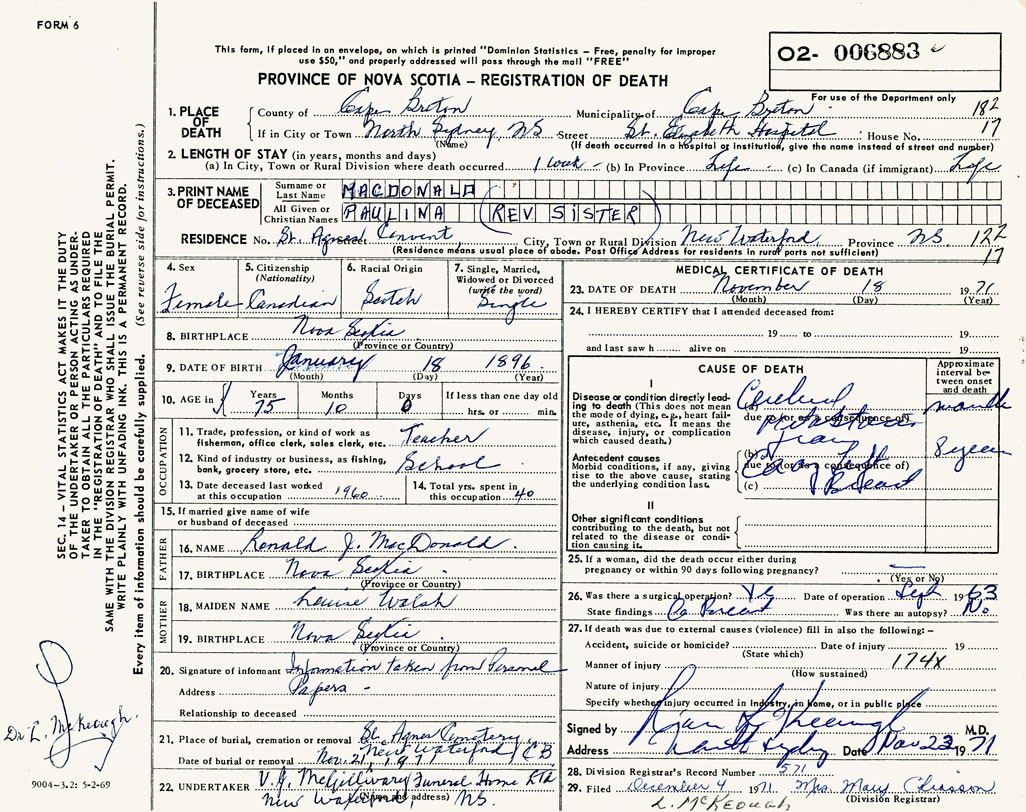 FORM 6
This form, if placed in an envelope, on which is printed "Dominion Statistics – Free, penalty for improper
use $50," and properly addressed will pass through the mail "FREE"
O2- 006883
PROVINCE OF NOVA SCOTIA – REGISTRATION OF DEATH
For use of the Department only
182
17
1. PLACE OF DEATH
County of Cape Breton Municipality of Cape Breton
If in City or Town North Sydney, NS Street St. Elizabeth Hospital House No.
(Name) (If death occurred in a hospital or institution, give the name instead of street and number)
2. LENGTH OF STAY (in years, months and days)
(a) In City, Town or Rural Division where death occurred 1 week – (b) In Province Life – (c) In Canada (if immigrant) Life
3. PRINT NAME OF DECEASED
Surname or Last Name MACDONALD
All Given or Christian Names PAULINA (REV. SISTER)
RESIDENCE No. St. Agnes Convent City, Town or Rural Division New Waterford Province NS 122
(Residence means usual place of abode. Post Office Address for residents in rural parts not sufficient) 17
4. Sex Female
5. Citizenship (Nationality) Canadian
6. Racial Origin Scotch
7. Single, Married, Widowed or Divorced (write the word) Single
8. BIRTHPLACE Nova Scotia
(Province or Country)
9. DATE OF BIRTH January 18 1896
(Month) (Day) (Year)
10. AGE in Years 75 Months 10 Days 0 If less than one day old hrs. or min.
OCCUPATION
11. Trade, profession, or kind of work as fisherman, office clerk, sales clerk, etc. Teacher
12. Kind of industry or business, as fishing, bank, grocery store, etc. School
13. Date deceased last worked at this occupation 1960
14. Total yrs. spent in this occupation 40
15. If married give name of wife or husband of deceased
FATHER
16. NAME Ronald J. MacDonald
17. BIRTHPLACE Nova Scotia
(Province or Country)
MOTHER
18. MAIDEN NAME Louise Walsh
19. BIRTHPLACE Nova Scotia
(Province or Country)
20. Signature of informant Information taken from Personal
Address Papers –
Relationship to deceased
21. Place of burial, cremation or removal St. Agnes Cemetery
New Waterford CB
Date of burial or removal Nov. 21, 1971
22. UNDERTAKER V.J. McGillivary Funeral Home Ltd
(Name and address) New Waterford NS.
MEDICAL CERTIFICATE OF DEATH
23. DATE OF DEATH November 18 1971
(Month) (Day) (Year)
24. I HEREBY CERTIFY that I attended deceased from:
19 to 19
and last saw h alive on 19
CAUSE OF DEATH
Approximate interval between onset and death
I
Disease or condition directly leading to death (This does not mean the mode of dying, e.g., heart failure, asthenia, etc. It means the disease, injury, or complication which caused death.)
(a) Cerebral
due to (or as a consequence of)
months
Antecedent causes
Morbid conditions, if any, giving rise to the above cause, stating the underlying condition last.
(b) from
due to (or as a consequence of)
8 years
(c) Breast
II
Other significant conditions contributing to the death, but not related to the disease or condition causing it.
25. If a woman, did the death occur either during pregnancy or within 90 days following pregnancy? –
(Yes or No)
26. Was there a surgical operation? Yes Date of operation Sept 1963
State findings Ca Breast Was there an autopsy? No
27. If death was due to external causes (violence) fill in also the following: –
Accident, suicide or homicide? Date of injury 19
(State which)
Manner of injury 174X
(How sustained)
Nature of injury
Specify whether injury occurred in industry, in home, or in public place
Signed by M.D.
Address North Sydney Date Nov 23 1971
28. Division Registrar's Record Number 571
29. Filed December 4 1971 Mrs. Mary Chiasson
(Division Registrar)
L. McKEOUGH
SEC. 14 – VITAL STATISTICS ACT MAKES IT THE DUTY
OF THE UNDERTAKER OR PERSON ACTING AS UNDER-
TAKER TO OBTAIN ALL THE PARTICULARS REQUIRED
IN THE "REGISTRATION OF DEATH" AND TO FILE THE
SAME WITH THE DIVISION REGISTRAR WHO SHALL ISSUE THE BURIAL PERMIT.
WRITE PLAINLY WITH UNFADING INK. THIS IS A PERMANENT RECORD.
Every item of information should be carefully supplied. (See reverse side for instructions.)
Dr. L. McKeough.
9004-3.2: 5-2-69